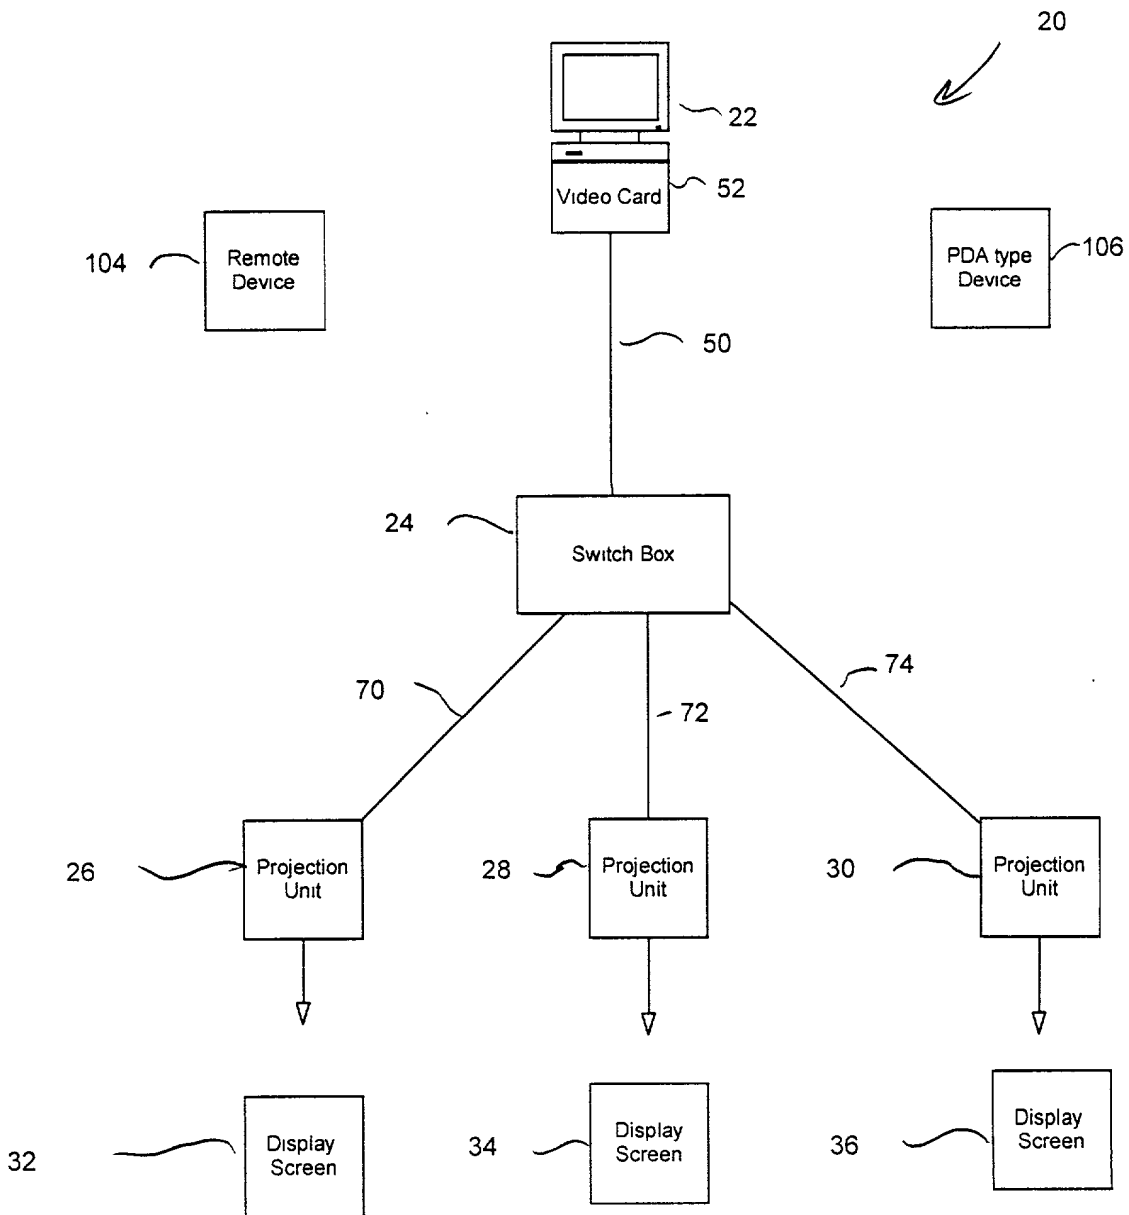 20
22
Video Card
52
104
Remote
Device
PDA type
Device
106
50
24
Switch Box
70
72
74
26
Projection
Unit
28
Projection
Unit
30
Projection
Unit
32
Display
Screen
34
Display
Screen
36
Display
Screen